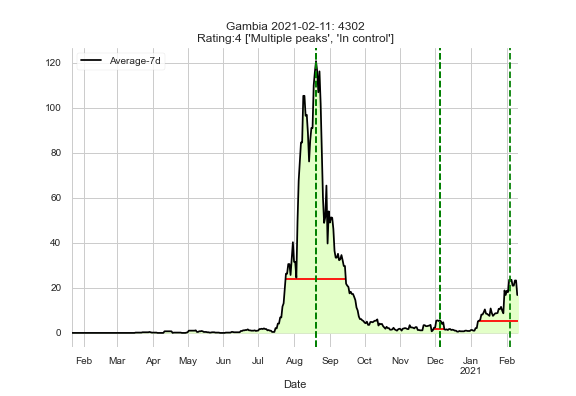 Gambia 2021-02-11: 4302
Rating:4 ['Multiple peaks', 'In control']
Average-7d
120
100
80
60
40
20
0
Feb Mar Apr May Jun Jul Aug Sep Oct Nov Dec Jan Feb
2021
Date